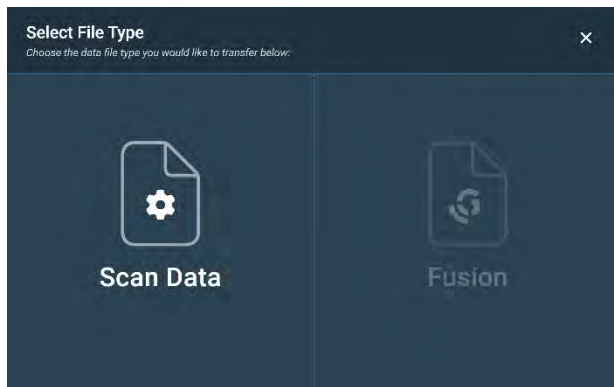 Select File Type
Choose the data file type you would like to transfer below:
Scan Data
Fusion